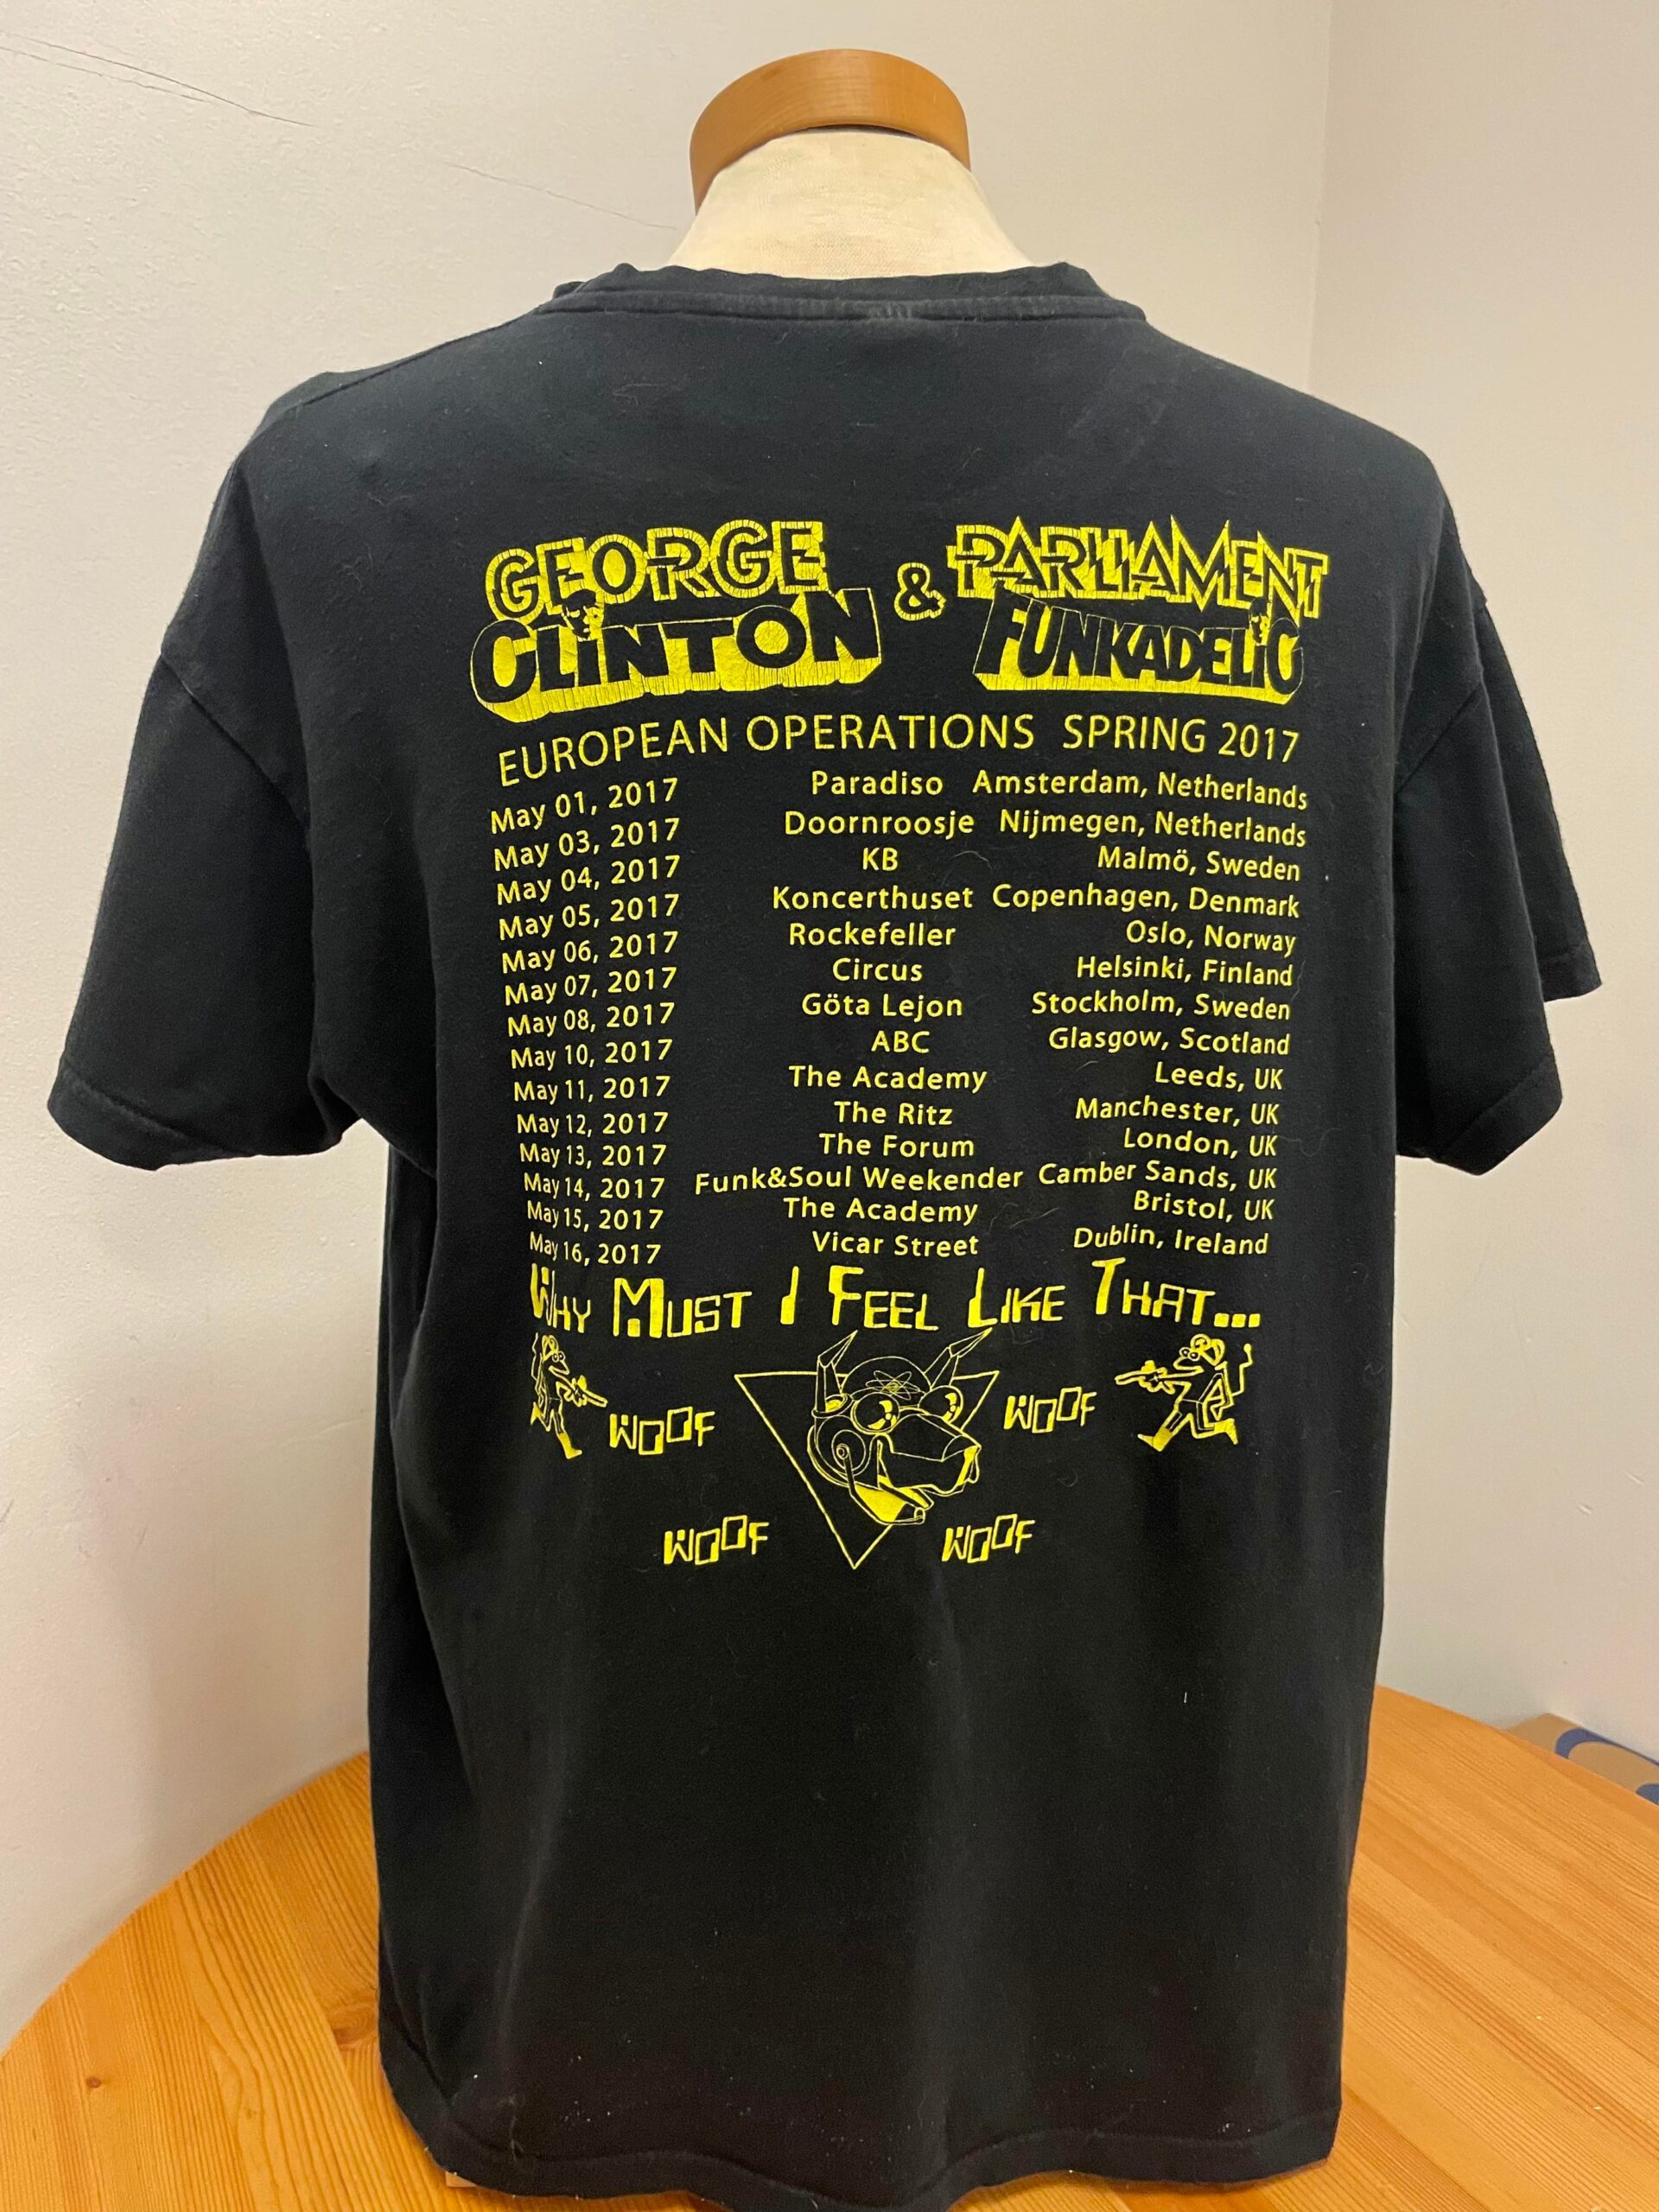 GEORGE CLINTON & PARLIAMENT FUNKADELIC
EUROPEAN OPERATIONS SPRING 2017
May 01, 2017 Paradiso Amsterdam, Netherlands
May 03, 2017 Doornroosje Nijmegen, Netherlands
May 04, 2017 KB Malmö, Sweden
May 05, 2017 Koncerthuset Copenhagen, Denmark
May 06, 2017 Rockefeller Oslo, Norway
May 07, 2017 Circus Helsinki, Finland
May 08, 2017 Göta Lejon Stockholm, Sweden
May 10, 2017 ABC Glasgow, Scotland
May 11, 2017 The Academy Leeds, UK
May 12, 2017 The Ritz Manchester, UK
May 13, 2017 The Forum London, UK
May 14, 2017 Funk&Soul Weekender Camber Sands, UK
May 15, 2017 The Academy Bristol, UK
May 16, 2017 Vicar Street Dublin, Ireland
WHY MUST I FEEL LIKE THAT...
WOOF WOOF
WOOF WOOF